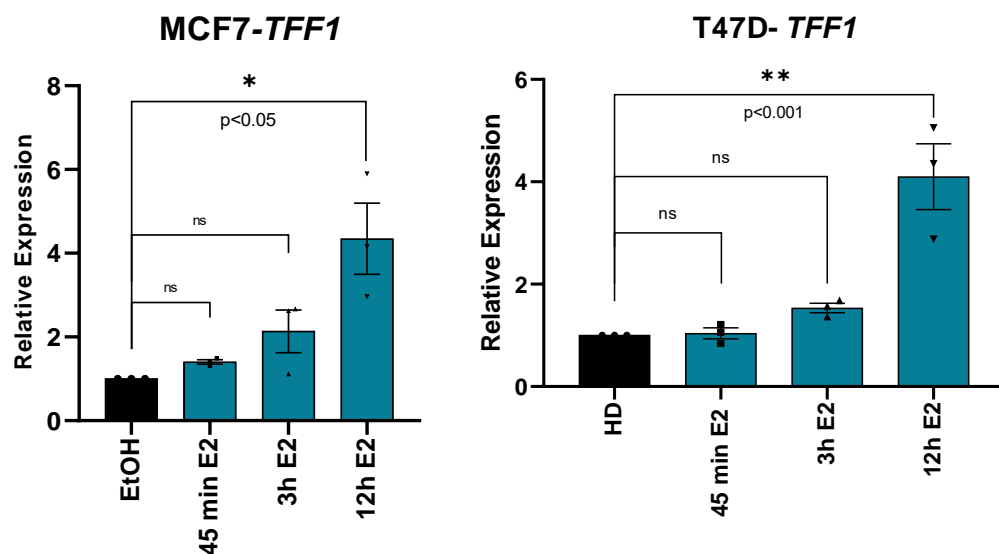 MCF7-TFF1
Relative Expression
8
6
4
2
0
*
p<0.05
ns
ns
EtOH
45 min E2
3h E2
12h E2
T47D- TFF1
Relative Expression
6
4
2
0
**
p<0.001
ns
ns
HD
45 min E2
3h E2
12h E2